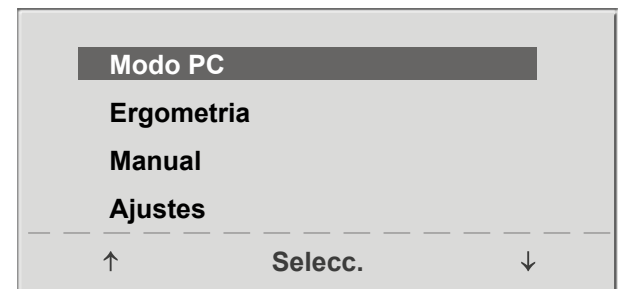 Modo PC
Ergometria
Manual
Ajustes
↑ Selecc. ↓